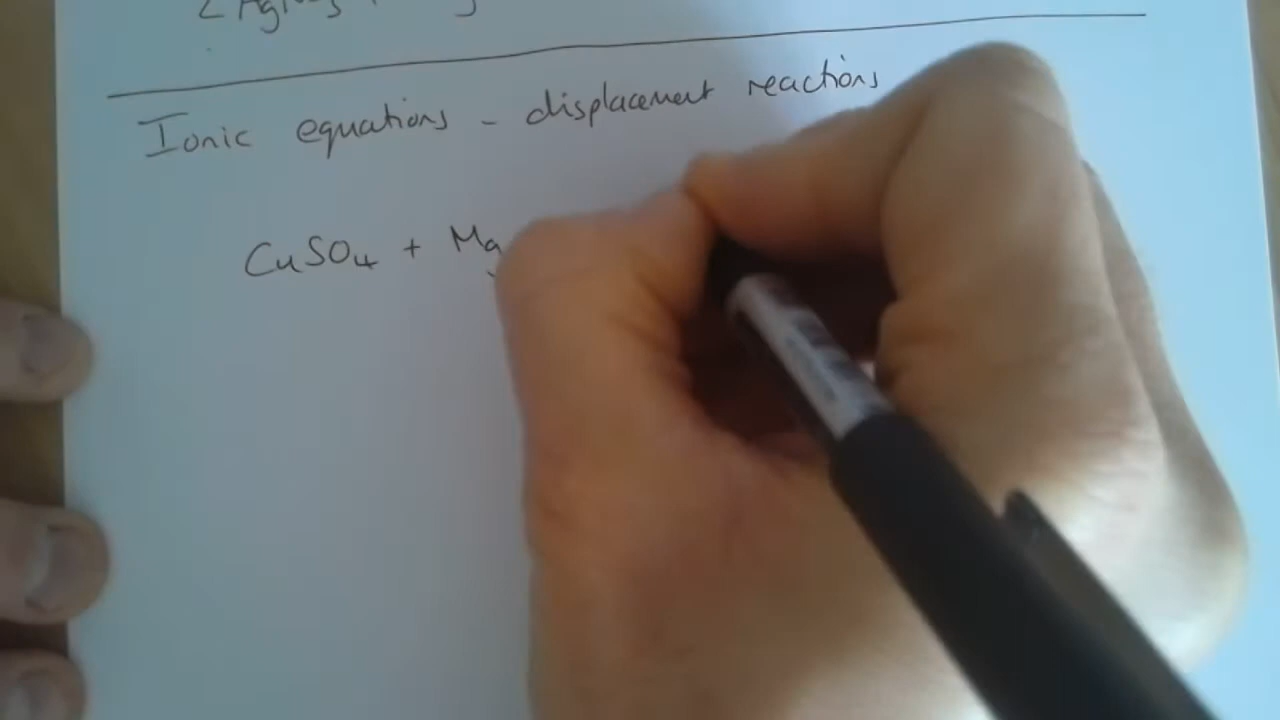 Ionic equations - displacement reactions
CuSO₄ + Mg